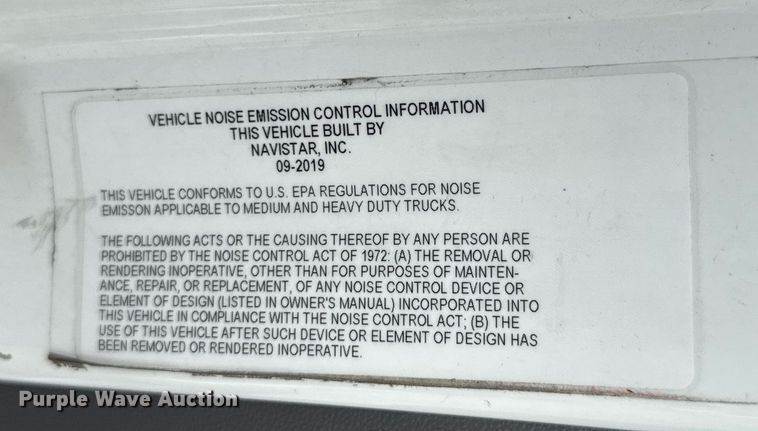 VEHICLE NOISE EMISSION CONTROL INFORMATION
THIS VEHICLE BUILT BY
NAVISTAR, INC.
09-2019
THIS VEHICLE CONFORMS TO U.S. EPA REGULATIONS FOR NOISE
EMISSON APPLICABLE TO MEDIUM AND HEAVY DUTY TRUCKS.
THE FOLLOWING ACTS OR THE CAUSING THEREOF BY ANY PERSON ARE
PROHIBITED BY THE NOISE CONTROL ACT OF 1972: (A) THE REMOVAL OR
RENDERING INOPERATIVE, OTHER THAN FOR PURPOSES OF MAINTEN-
ANCE, REPAIR, OR REPLACEMENT, OF ANY NOISE CONTROL DEVICE OR
ELEMENT OF DESIGN (LISTED IN OWNER'S MANUAL) INCORPORATED INTO
THIS VEHICLE IN COMPLIANCE WITH THE NOISE CONTROL ACT; (B) THE
USE OF THIS VEHICLE AFTER SUCH DEVICE OR ELEMENT OF DESIGN HAS
BEEN REMOVED OR RENDERED INOPERATIVE.
Purple Wave Auction